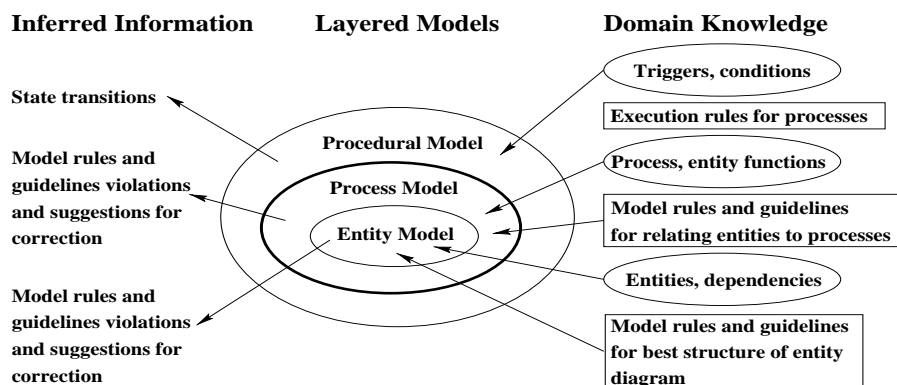 Inferred Information
Layered Models
Domain Knowledge
State transitions
Model rules and
guidelines violations
and suggestions for
correction
Model rules and
guidelines violations
and suggestions for
correction
Procedural Model
Process Model
Entity Model
Triggers, conditions
Execution rules for processes
Process, entity functions
Model rules and guidelines
for relating entities to processes
Entities, dependencies
Model rules and guidelines
for best structure of entity
diagram